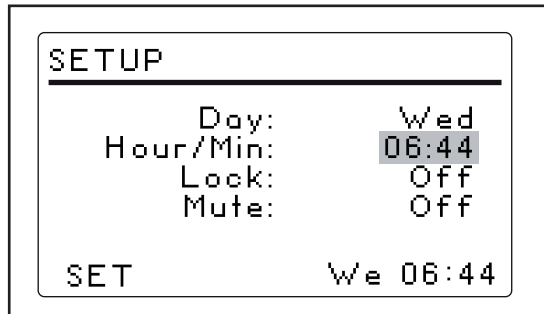 SETUP
Day: Wed
Hour/Min: 06:44
Lock: Off
Mute: Off
SET We 06:44